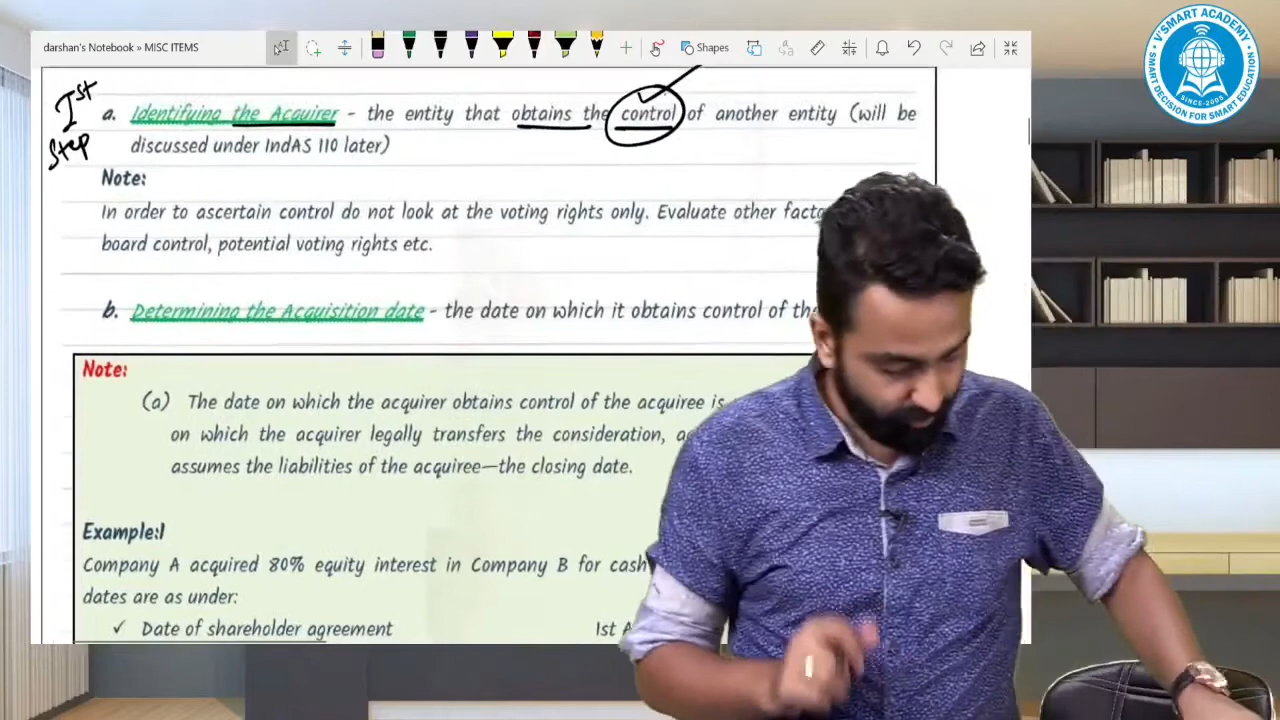 darshan's Notebook » MISC ITEMS
Shapes
V'SMART ACADEMY
SMART DECISION FOR SMART EDUCATION
SINCE-2005
Ist
Step
a. Identifying the Acquirer - the entity that obtains the control of another entity (will be
discussed under IndAS 110 later)
Note:
In order to ascertain control do not look at the voting rights only. Evaluate other
board control, potential voting rights etc.
b. Determining the Acquisition date - the date on which it obtains control of
Note:
(a) The date on which the acquirer obtains control of the acquiree is
on which the acquirer legally transfers the consideration,
assumes the liabilities of the acquiree—the closing date.
Example:1
Company A acquired 80% equity interest in Company B for cash
dates are as under:
✓ Date of shareholder agreement 1st